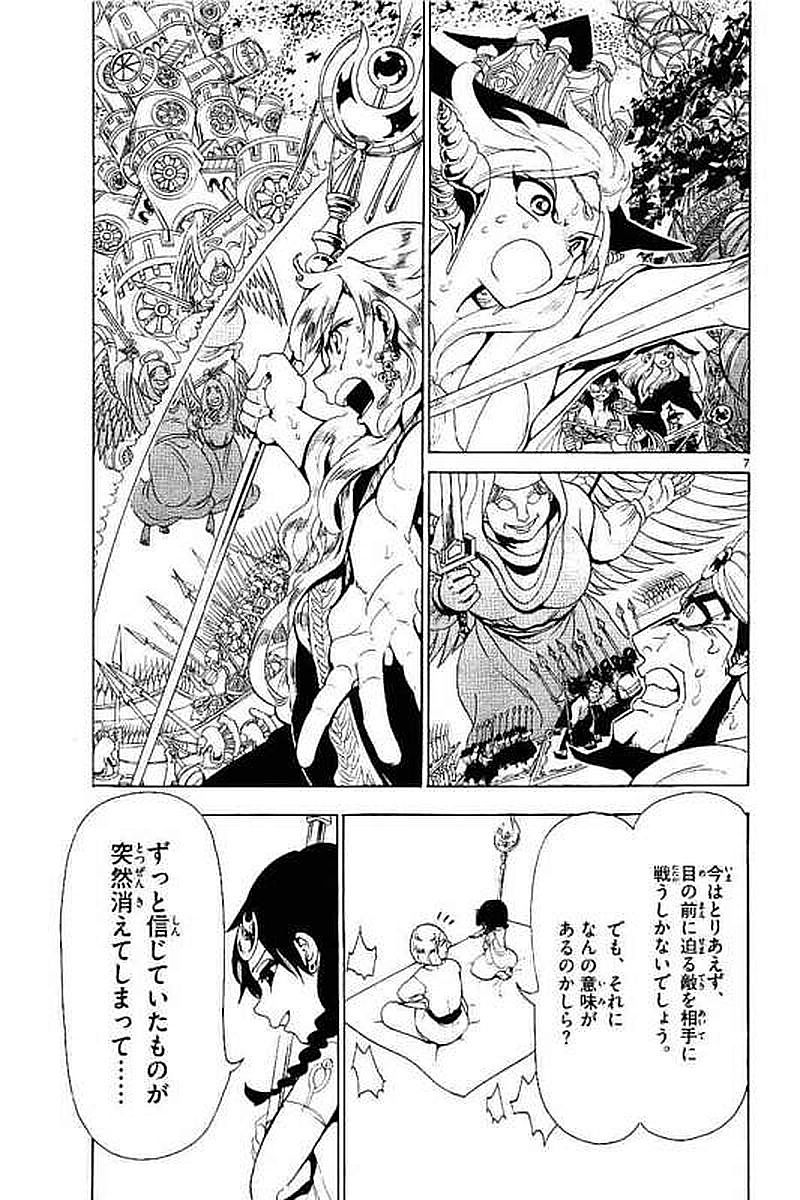 7
今はとりあえず、
目の前に迫る敵を相手に
戦うしかないでしょう。
でも、それに
なんの意味が
あるのかしら?
ずっと信じていたものが
突然消えてしまって……